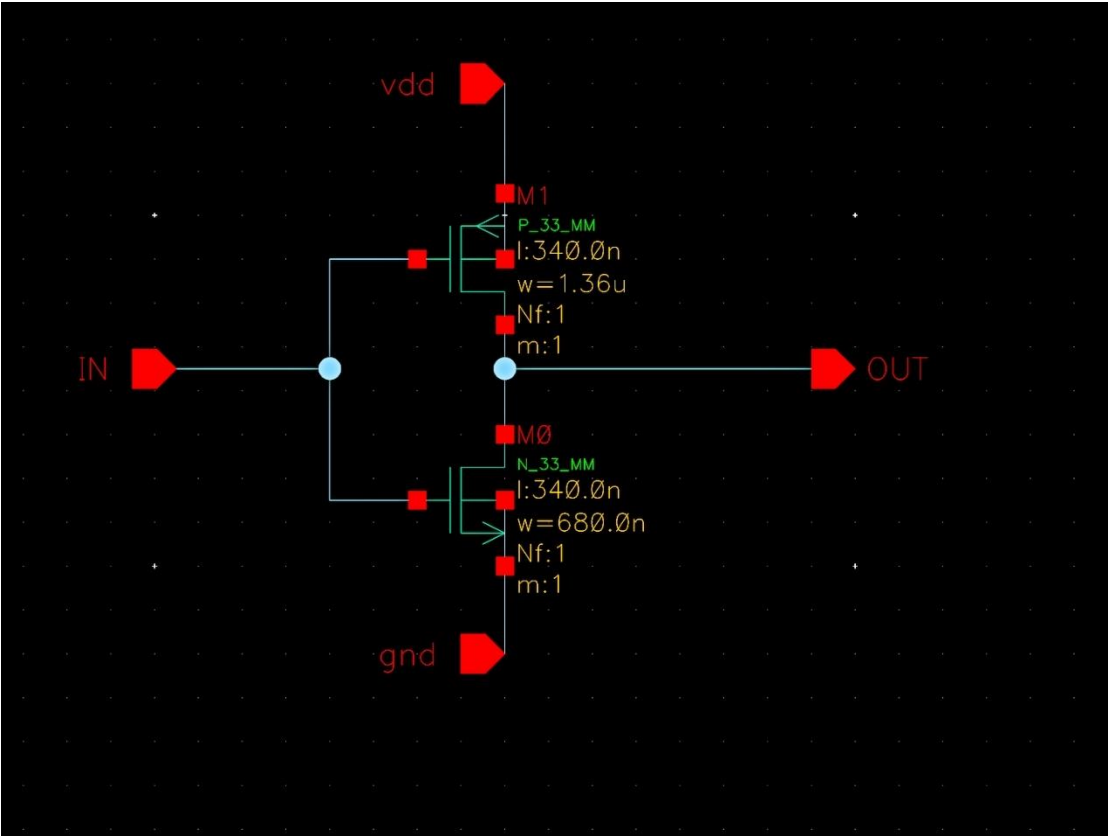 vdd
M1
P_33_MM
l:340.0n
w=1.36u
Nf:1
m:1
IN
OUT
M0
N_33_MM
l:340.0n
w=680.0n
Nf:1
m:1
gnd